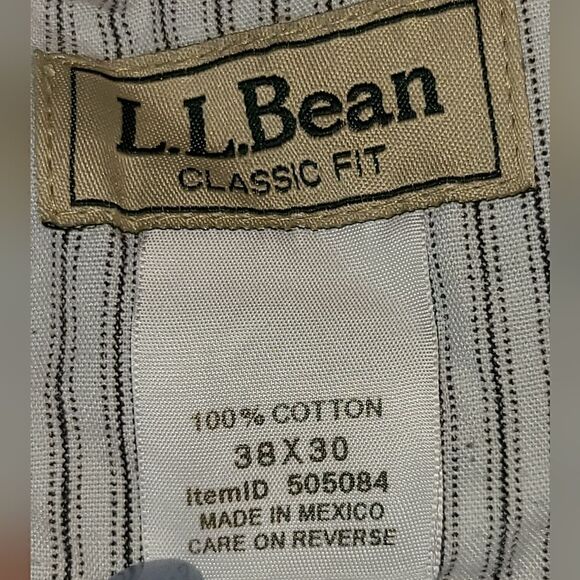 L.L.Bean
CLASSIC FIT
100% COTTON
38X30
itemID 505084
MADE IN MEXICO
CARE ON REVERSE